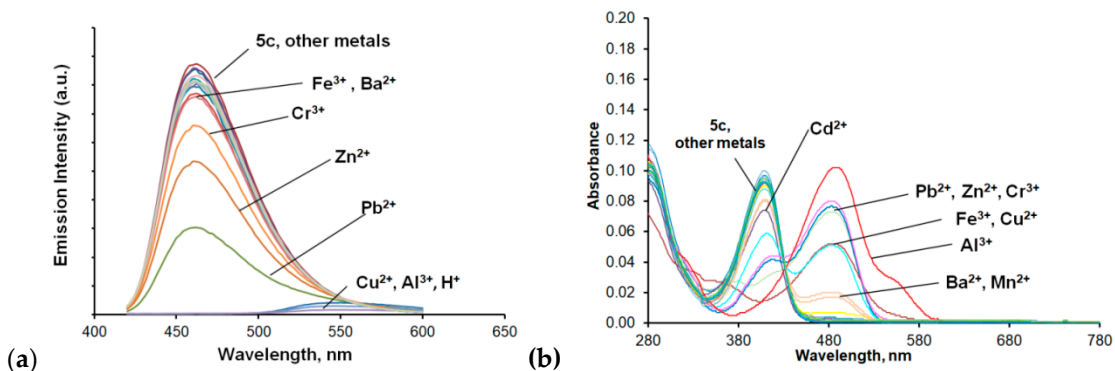 5c, other metals
Fe³⁺ , Ba²⁺
Cr³⁺
Zn²⁺
Pb²⁺
Cu²⁺, Al³⁺, H⁺
Emission Intensity (a.u.)
400 450 500 550 600 650
Wavelength, nm
(a)
0.20
0.18
0.16
0.14
0.12
0.10
0.08
0.06
0.04
0.02
0.00
Absorbance
5c,
other metals
Cd²⁺
Pb²⁺, Zn²⁺, Cr³⁺
Fe³⁺, Cu²⁺
Al³⁺
Ba²⁺, Mn²⁺
280 380 480 580 680 780
Wavelength, nm
(b)